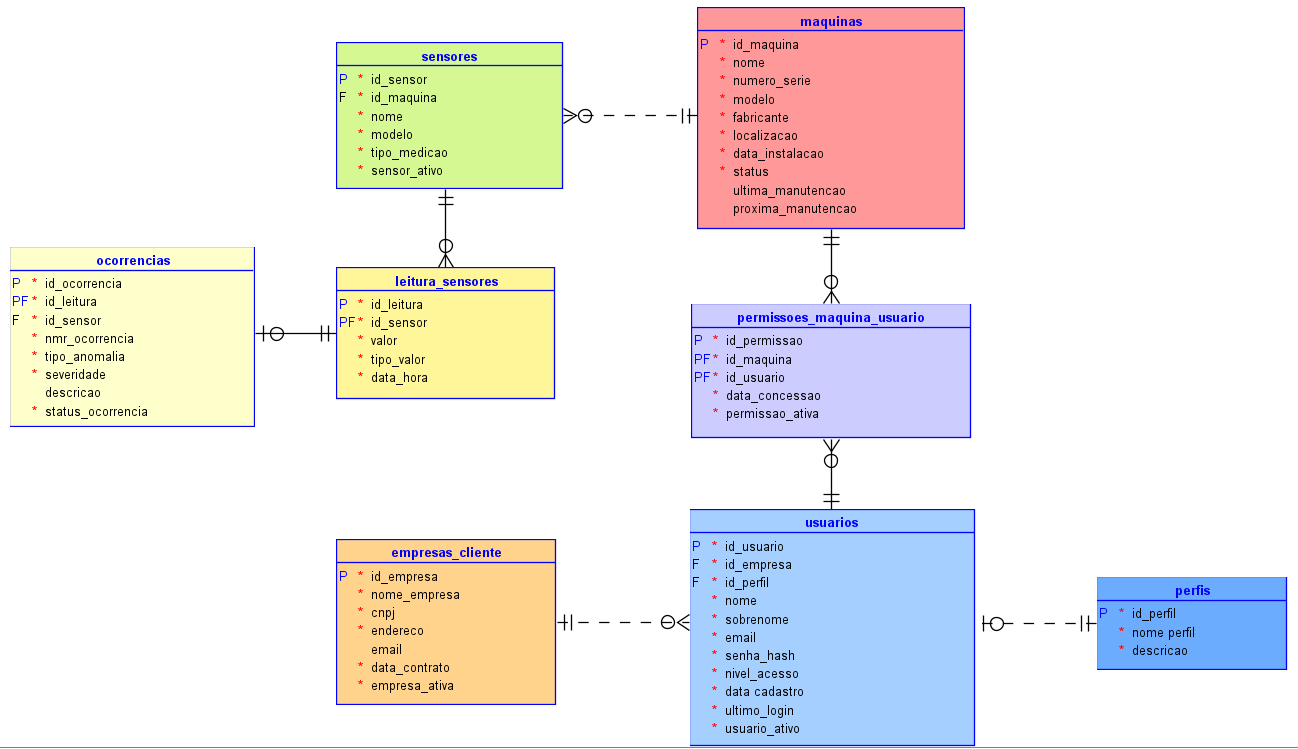 maquinas
P * id_maquina
* nome
* numero_serie
* modelo
* fabricante
* localizacao
* data_instalacao
* status
ultima_manutencao
proxima_manutencao
sensores
P * id_sensor
F * id_maquina
* nome
* modelo
* tipo_medicao
* sensor_ativo
ocorrencias
P * id_ocorrencia
PF * id_leitura
F * id_sensor
* nmr_ocorrencia
* tipo_anomalia
* severidade
descricao
* status_ocorrencia
leitura_sensores
P * id_leitura
PF * id_sensor
* valor
* tipo_valor
* data_hora
permissoes_maquina_usuario
P * id_permissao
PF * id_maquina
PF * id_usuario
* data_concessao
* permissao_ativa
empresas_cliente
P * id_empresa
* nome_empresa
* cnpj
* endereco
email
* data_contrato
* empresa_ativa
usuarios
P * id_usuario
F * id_empresa
F * id_perfil
* nome
* sobrenome
* email
* senha_hash
* nivel_acesso
* data cadastro
* ultimo_login
* usuario_ativo
perfis
P * id_perfil
* nome perfil
* descricao